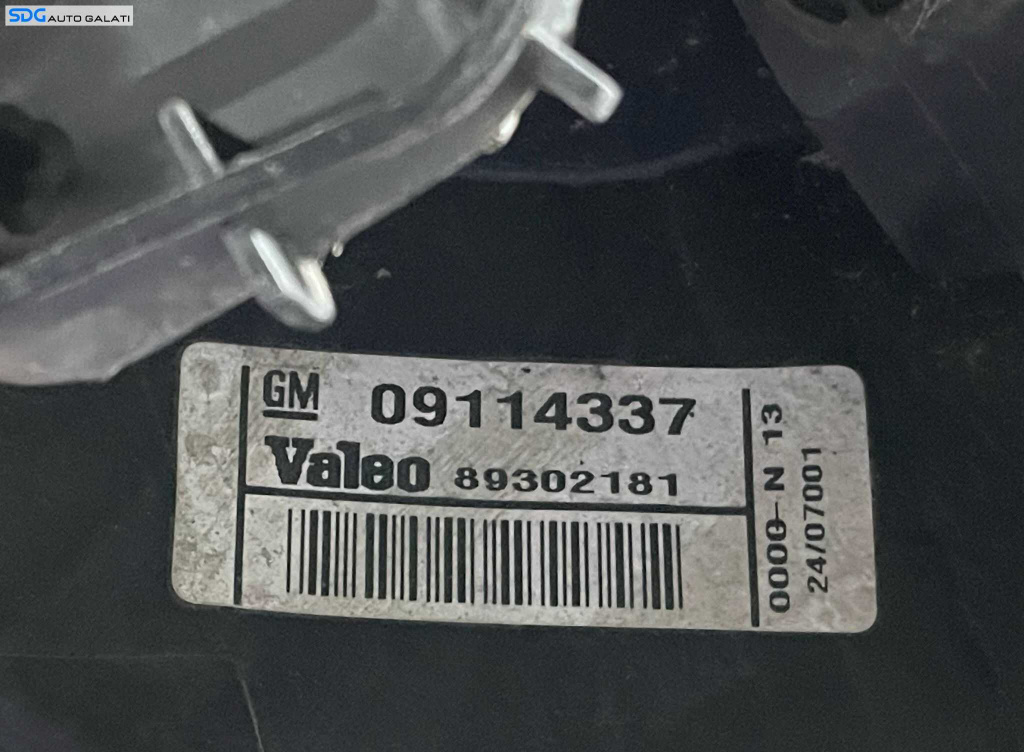 SDG AUTO GALATI
GM 09114337
Valeo 89302181
0000-N 13
24/07001